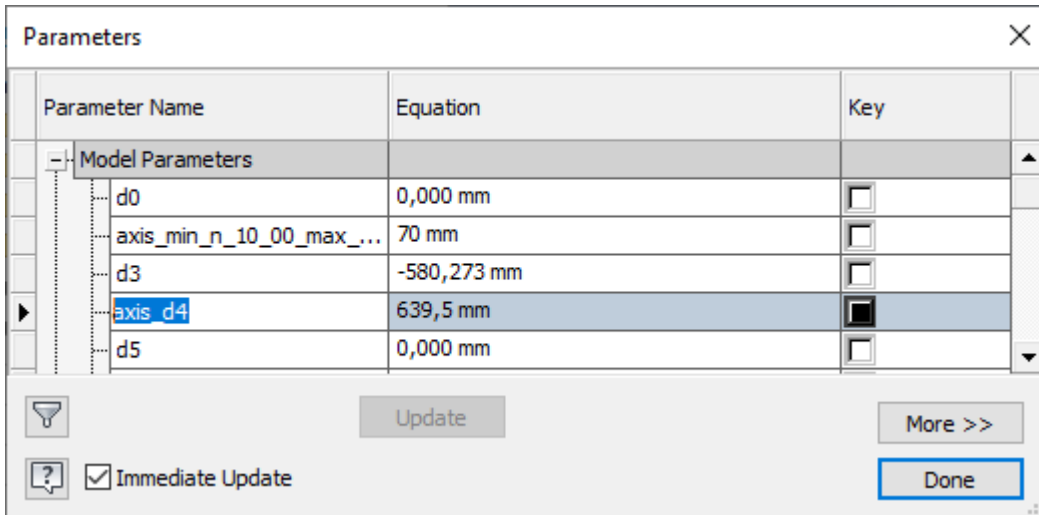 Parameters
Parameter Name Equation Key
Model Parameters
d0 0,000 mm
axis_min_n_10_00_max_... 70 mm
d3 -580,273 mm
axis_d4 639,5 mm
d5 0,000 mm
Update More >>
Immediate Update Done